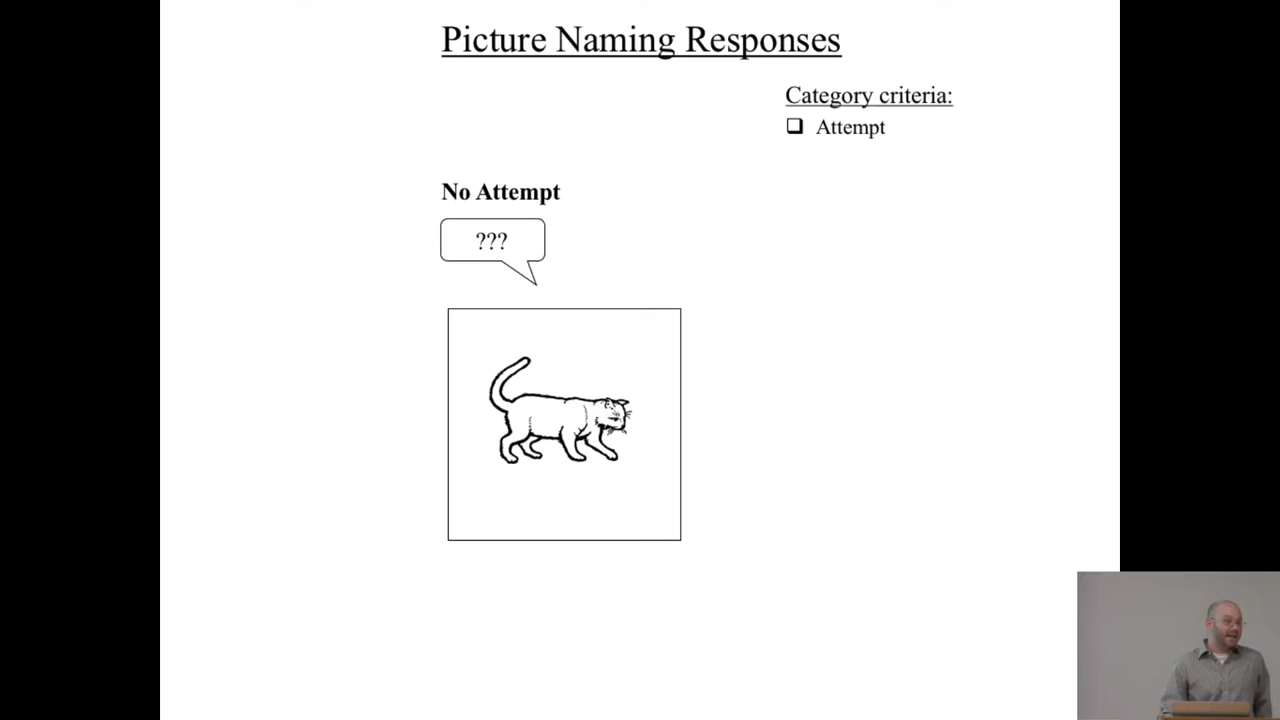 Picture Naming Responses
Category criteria:
❑ Attempt
No Attempt
???